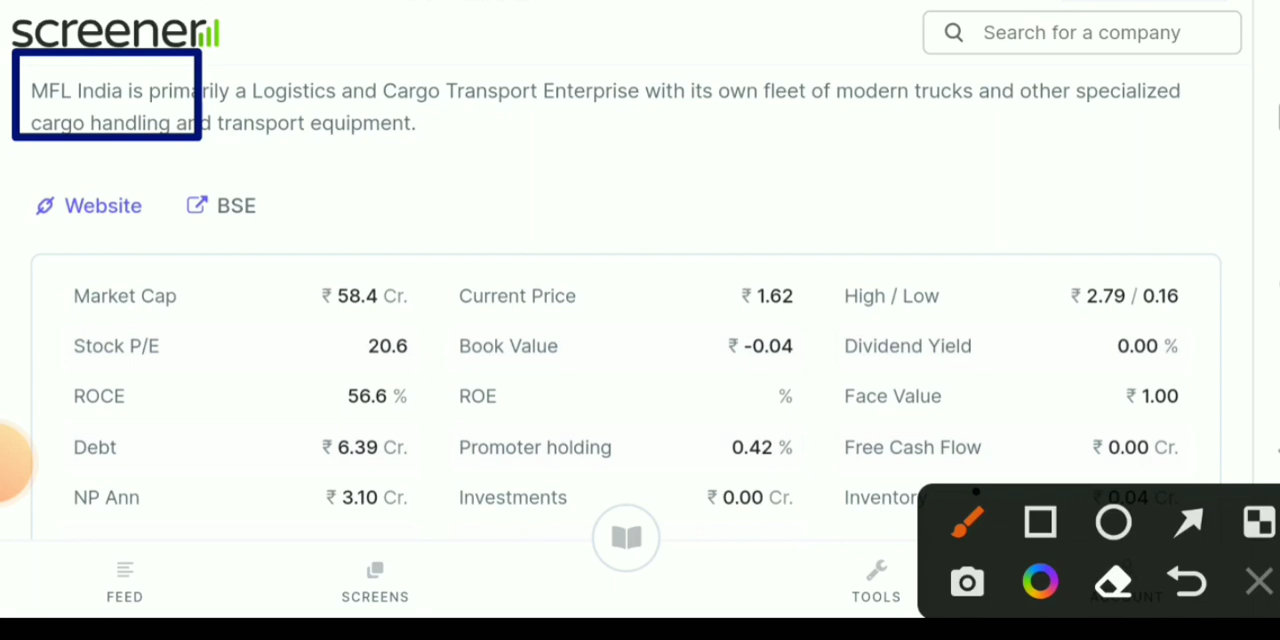 screener
Search for a company
MFL India is primarily a Logistics and Cargo Transport Enterprise with its own fleet of modern trucks and other specialized
cargo handling and transport equipment.
Website BSE
Market Cap ₹ 58.4 Cr. Current Price ₹ 1.62 High / Low ₹ 2.79 / 0.16
Stock P/E 20.6 Book Value ₹ -0.04 Dividend Yield 0.00 %
ROCE 56.6 % ROE % Face Value ₹ 1.00
Debt ₹ 6.39 Cr. Promoter holding 0.42 % Free Cash Flow ₹ 0.00 Cr.
NP Ann ₹ 3.10 Cr. Investments ₹ 0.00 Cr. Inventory ₹ 0.04 Cr.
FEED SCREENS TOOLS ACCOUNT